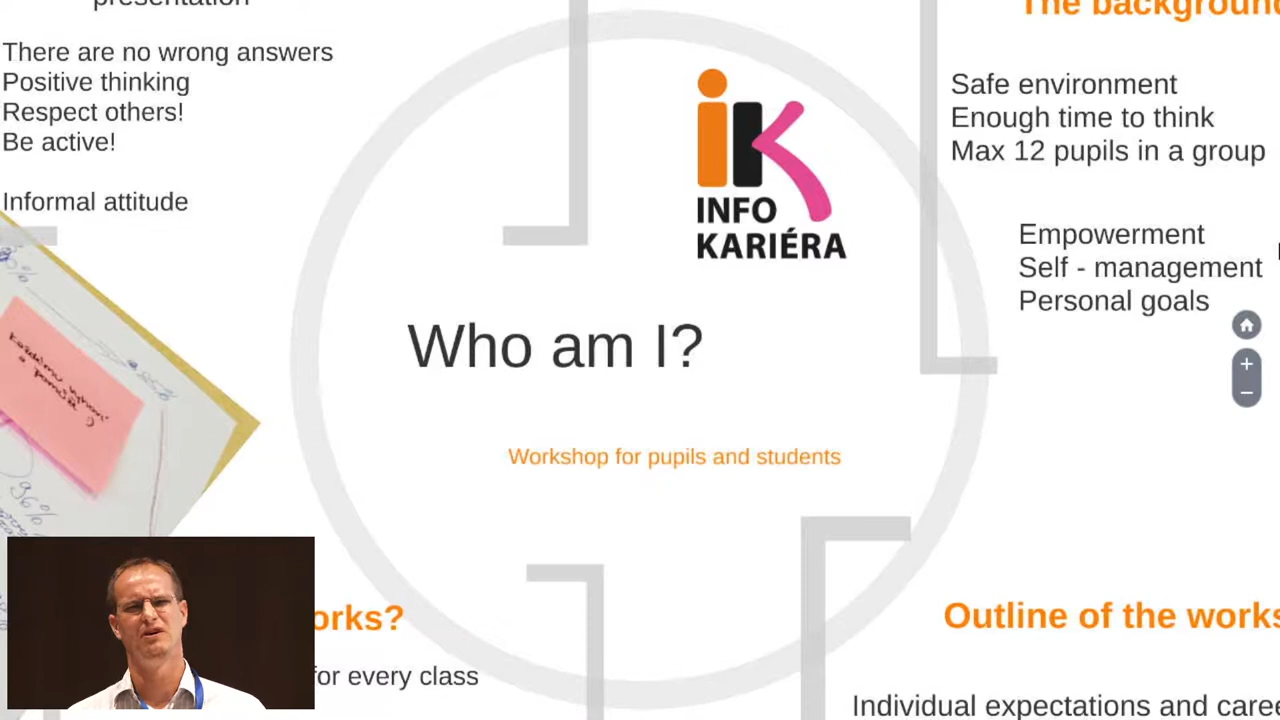 presentation
There are no wrong answers
Positive thinking
Respect others!
Be active!
Informal attitude
The background
Safe environment
Enough time to think
Max 12 pupils in a group
Empowerment
Self - management
Personal goals
iK
INFO
KARIÉRA
Who am I?
Workshop for pupils and students
96%
orks?
for every class
Outline of the works
Individual expectations and caree